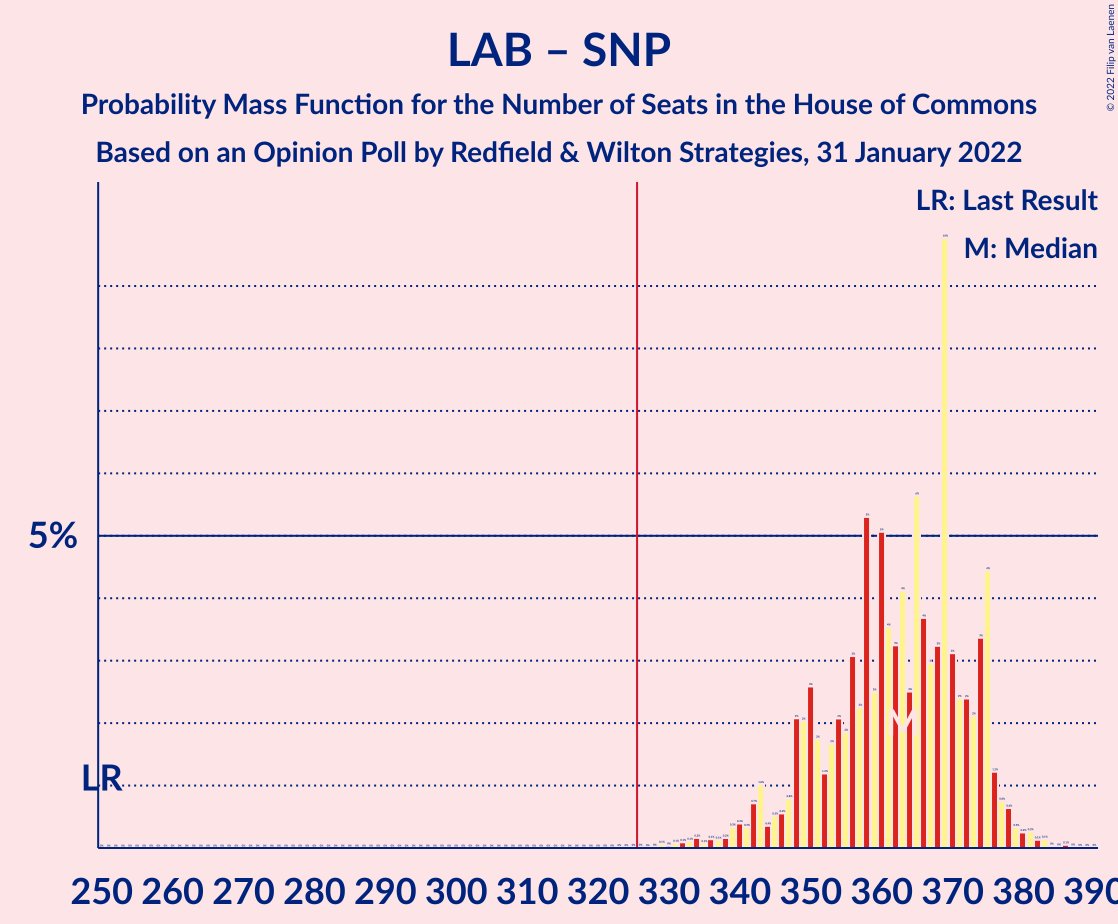 LAB – SNP
Probability Mass Function for the Number of Seats in the House of Commons
Based on an Opinion Poll by Redfield & Wilton Strategies, 31 January 2022
© 2022 Filip van Laenen
LR: Last Result
M: Median
5%
LR
M
250 260 270 280 290 300 310 320 330 340 350 360 370 380 390